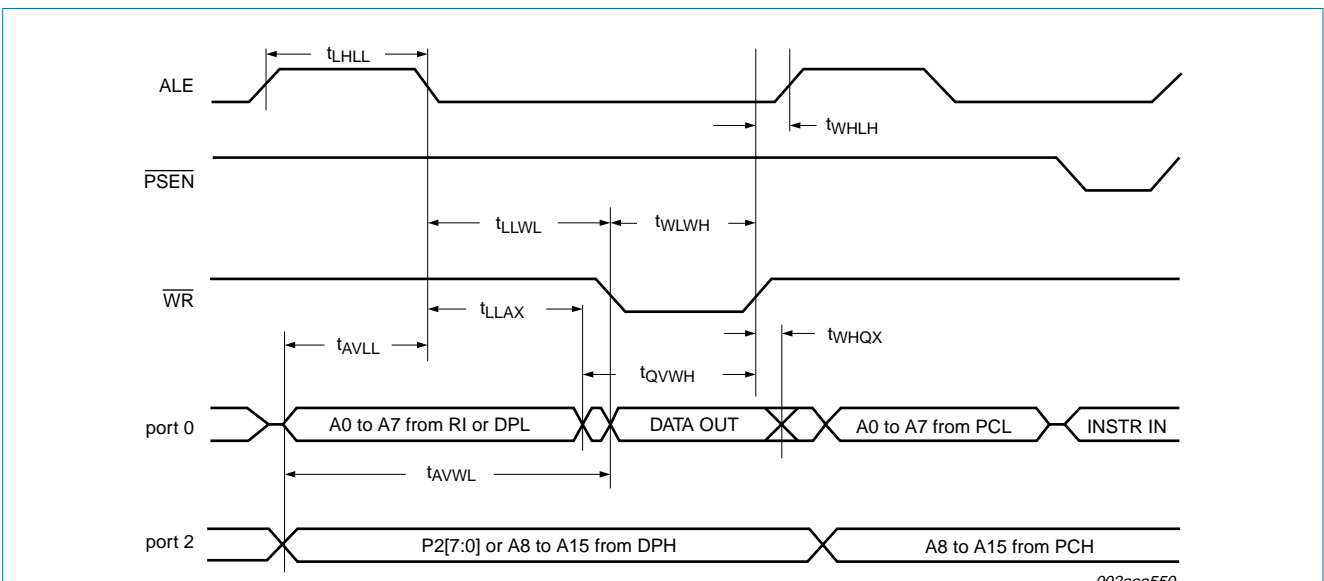 tLHLL
ALE
tWHLH
PSEN
tLLWL
tWLWH
WR
tLLAX
tWHQX
tAVLL
tQVWH
port 0
A0 to A7 from RI or DPL
DATA OUT
A0 to A7 from PCL
INSTR IN
tAVWL
port 2
P2[7:0] or A8 to A15 from DPH
A8 to A15 from PCH